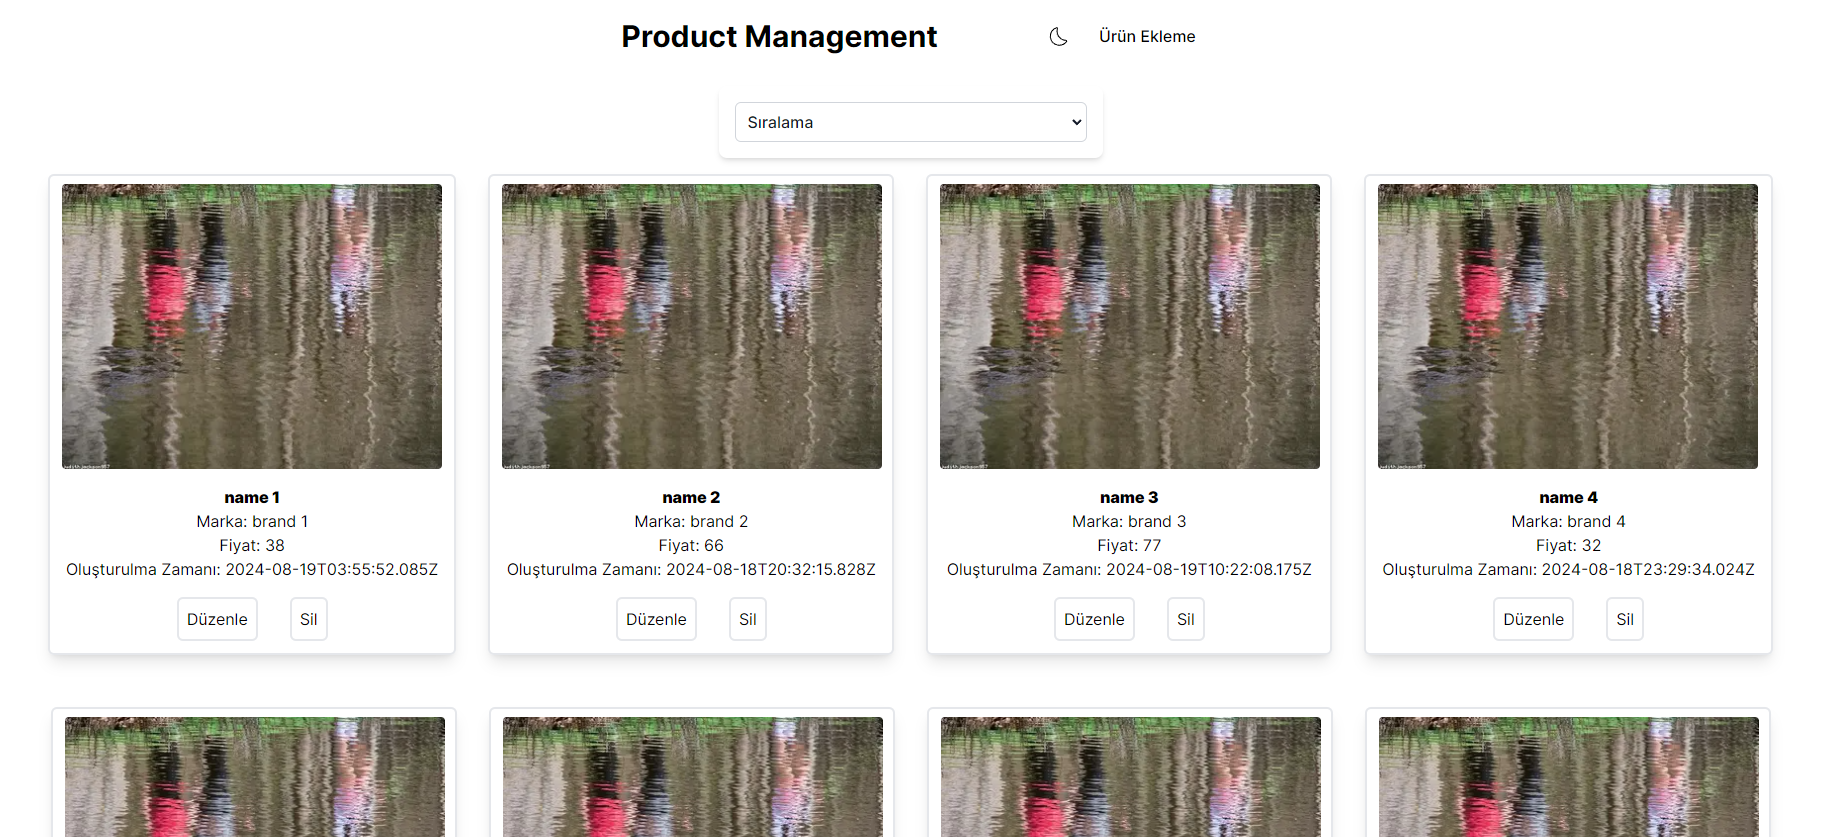 Product Management
Ürün Ekleme
Sıralama
name 1
Marka: brand 1
Fiyat: 38
Oluşturulma Zamanı: 2024-08-19T03:55:52.085Z
Düzenle
Sil
name 2
Marka: brand 2
Fiyat: 66
Oluşturulma Zamanı: 2024-08-18T20:32:15.828Z
Düzenle
Sil
name 3
Marka: brand 3
Fiyat: 77
Oluşturulma Zamanı: 2024-08-19T10:22:08.175Z
Düzenle
Sil
name 4
Marka: brand 4
Fiyat: 32
Oluşturulma Zamanı: 2024-08-18T23:29:34.024Z
Düzenle
Sil